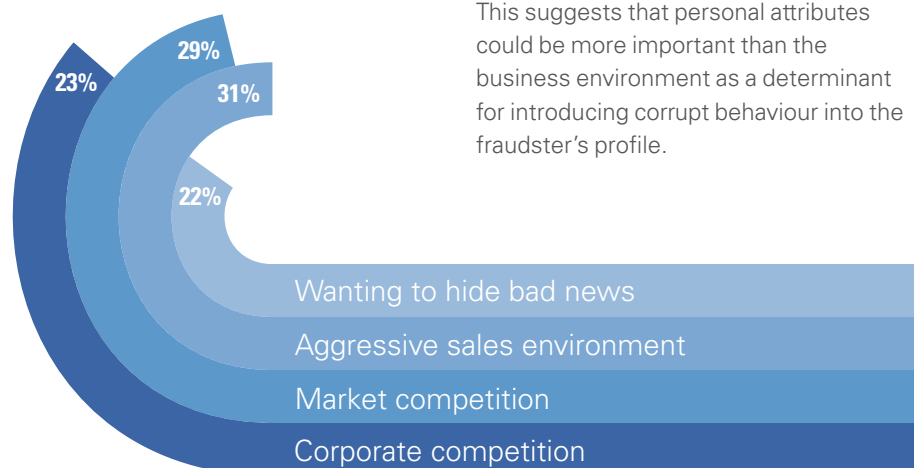 This suggests that personal attributes
could be more important than the
business environment as a determinant
for introducing corrupt behaviour into the
fraudster's profile.
29%
23%
31%
22%
Wanting to hide bad news
Aggressive sales environment
Market competition
Corporate competition